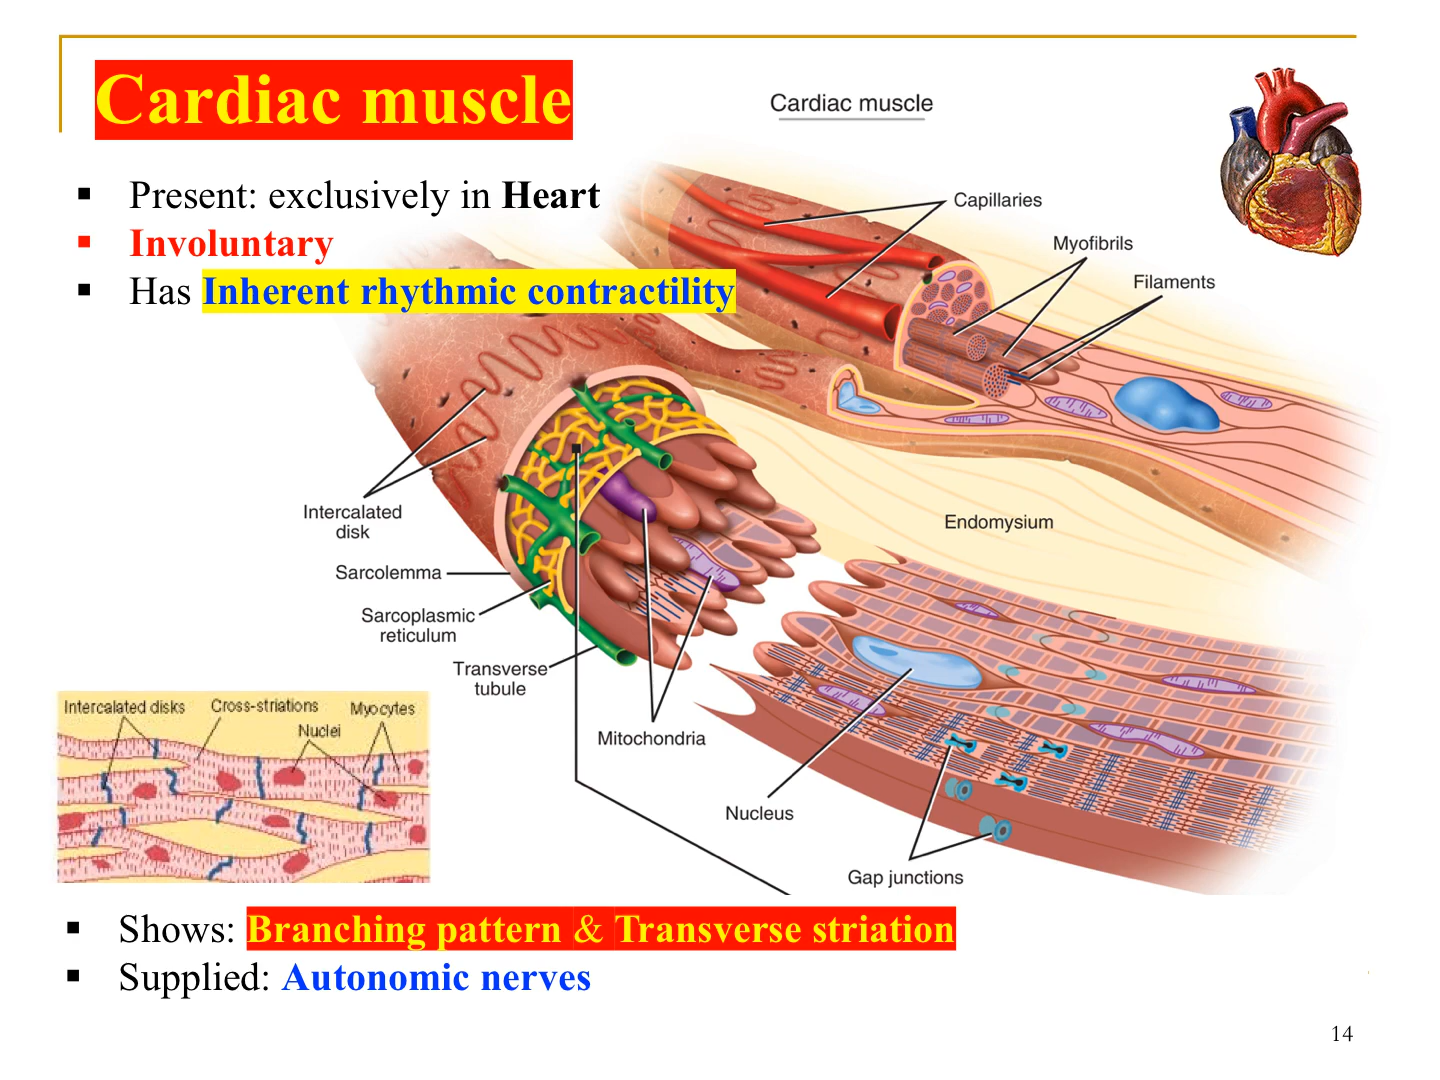 Cardiac muscle
▪ Present: exclusively in Heart
▪ Involuntary
▪ Has Inherent rhythmic contractility
Cardiac muscle
Capillaries
Myofibrils
Filaments
Intercalated
disk
Endomysium
Sarcolemma
Sarcoplasmic
reticulum
Transverse
tubule
Mitochondria
Nucleus
Gap junctions
Intercalated disks
Cross-striations
Myocytes
Nuclei
▪ Shows: Branching pattern & Transverse striation
▪ Supplied: Autonomic nerves
14